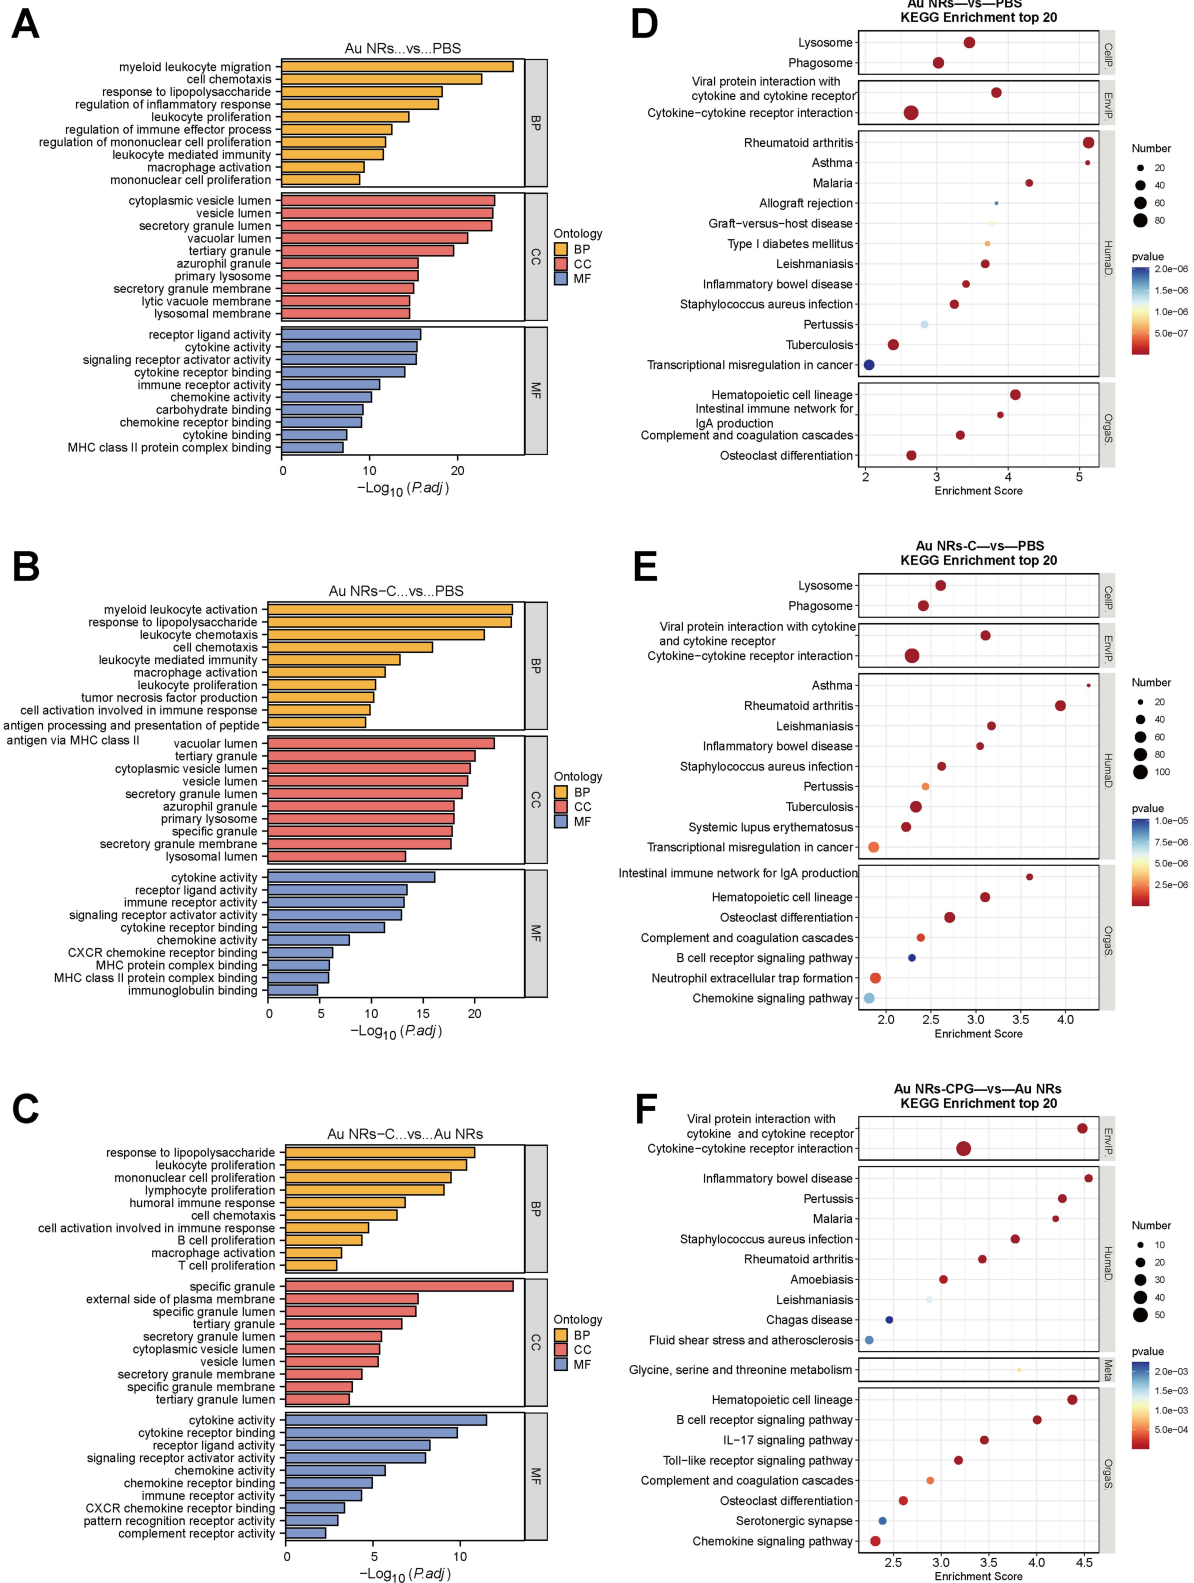 A
Au NRs...vs...PBS
myeloid leukocyte migration
cell chemotaxis
response to lipopolysaccharide
regulation of inflammatory response
leukocyte proliferation
regulation of immune effector process
regulation of mononuclear cell proliferation
leukocyte mediated immunity
macrophage activation
mononuclear cell proliferation
BP
cytoplasmic vesicle lumen
vesicle lumen
secretory granule lumen
vacuolar lumen
tertiary granule
azurophil granule
primary lysosome
secretory granule membrane
lytic vacuole membrane
lysosomal membrane
CC
receptor ligand activity
cytokine activity
signaling receptor activator activity
cytokine receptor binding
immune receptor activity
chemokine activity
carbohydrate binding
chemokine receptor binding
cytokine binding
MHC class II protein complex binding
MF
0 10 20
−Log10 (P.adj)
Ontology
BP
CC
MF
D
Au NRs—vs—PBS
KEGG Enrichment top 20
Lysosome
Phagosome
CellP.
Viral protein interaction with
cytokine and cytokine receptor
Cytokine−cytokine receptor interaction
EnvIP
Rheumatoid arthritis
Asthma
Malaria
Allograft rejection
Graft−versus−host disease
Type I diabetes mellitus
Leishmaniasis
Inflammatory bowel disease
Staphylococcus aureus infection
Pertussis
Tuberculosis
Transcriptional misregulation in cancer
HumaD.
Hematopoietic cell lineage
Intestinal immune network for
IgA production
Complement and coagulation cascades
Osteoclast differentiation
OrgaS.
2 3 4 5
Enrichment Score
Number
20
40
60
80
pvalue
2.0e−06
1.5e−06
1.0e−06
5.0e−07
B
Au NRs−C...vs...PBS
myeloid leukocyte activation
response to lipopolysaccharide
leukocyte chemotaxis
cell chemotaxis
leukocyte mediated immunity
macrophage activation
leukocyte proliferation
tumor necrosis factor production
cell activation involved in immune response
antigen processing and presentation of peptide
antigen via MHC class II
BP
vacuolar lumen
tertiary granule
cytoplasmic vesicle lumen
vesicle lumen
secretory granule lumen
azurophil granule
primary lysosome
specific granule
secretory granule membrane
lysosomal lumen
CC
cytokine activity
receptor ligand activity
immune receptor activity
signaling receptor activator activity
cytokine receptor binding
chemokine activity
CXCR chemokine receptor binding
MHC protein complex binding
MHC class II protein complex binding
immunoglobulin binding
MF
0 5 10 15 20
−Log10 (P.adj)
Ontology
BP
CC
MF
E
Au NRs-C—vs—PBS
KEGG Enrichment top 20
Lysosome
Phagosome
CellP.
Viral protein interaction with cytokine
and cytokine receptor
Cytokine−cytokine receptor interaction
EnvIP.
Asthma
Rheumatoid arthritis
Leishmaniasis
Inflammatory bowel disease
Staphylococcus aureus infection
Pertussis
Tuberculosis
Systemic lupus erythematosus
Transcriptional misregulation in cancer
HumaD.
Intestinal immune network for IgA production
Hematopoietic cell lineage
Osteoclast differentiation
Complement and coagulation cascades
B cell receptor signaling pathway
Neutrophil extracellular trap formation
Chemokine signaling pathway
OrgaS.
2.0 2.5 3.0 3.5 4.0
Enrichment Score
Number
20
40
60
80
100
pvalue
1.0e−05
7.5e−06
5.0e−06
2.5e−06
C
Au NRs−C...vs...Au NRs
response to lipopolysaccharide
leukocyte proliferation
mononuclear cell proliferation
lymphocyte proliferation
humoral immune response
cell chemotaxis
cell activation involved in immune response
B cell proliferation
macrophage activation
T cell proliferation
BP
specific granule
external side of plasma membrane
specific granule lumen
tertiary granule
secretory granule lumen
cytoplasmic vesicle lumen
vesicle lumen
secretory granule membrane
specific granule membrane
tertiary granule lumen
CC
cytokine activity
cytokine receptor binding
receptor ligand activity
signaling receptor activator activity
chemokine activity
chemokine receptor binding
immune receptor activity
CXCR chemokine receptor binding
pattern recognition receptor activity
complement receptor activity
MF
0 5 10
−Log10 (P.adj)
Ontology
BP
CC
MF
F
Au NRs-CPG—vs—Au NRs
KEGG Enrichment top 20
Viral protein interaction with
cytokine and cytokine receptor
Cytokine−cytokine receptor interaction
EnvIP.
Inflammatory bowel disease
Pertussis
Malaria
Staphylococcus aureus infection
Rheumatoid arthritis
Amoebiasis
Leishmaniasis
Chagas disease
Fluid shear stress and atherosclerosis
HumaD.
Glycine, serine and threonine metabolism
Meta
Hematopoietic cell lineage
B cell receptor signaling pathway
IL−17 signaling pathway
Toll−like receptor signaling pathway
Complement and coagulation cascades
Osteoclast differentiation
Serotonergic synapse
Chemokine signaling pathway
OrgaS.
2.5 3.0 3.5 4.0 4.5
Enrichment Score
Number
10
20
30
40
50
pvalue
2.0e−03
1.5e−03
1.0e−03
5.0e−04